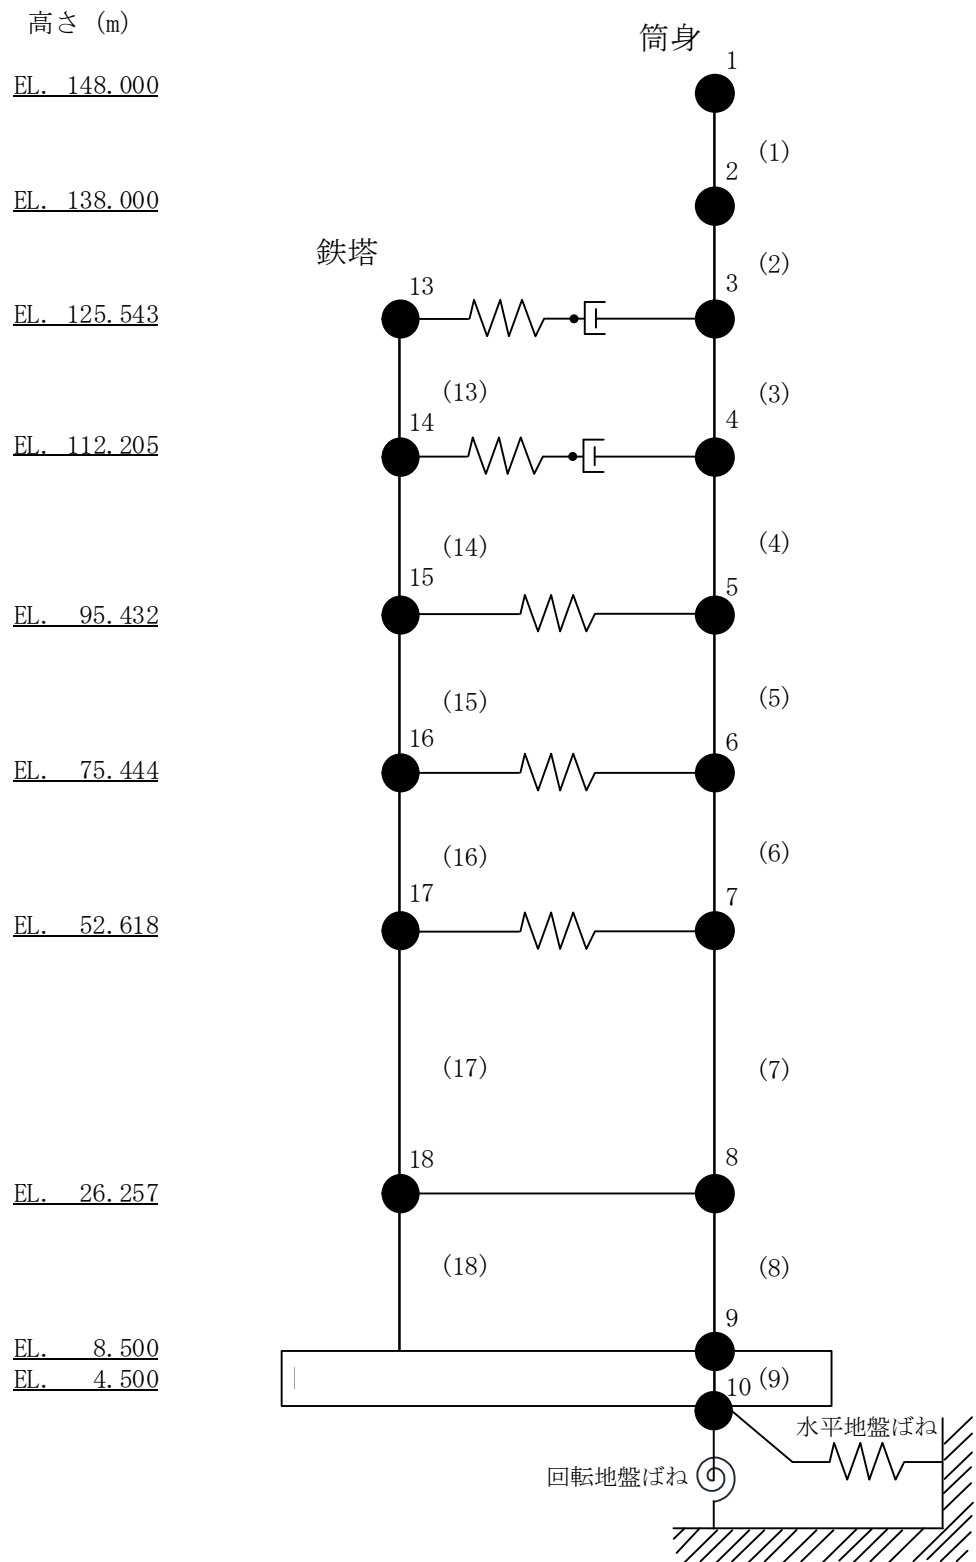 高さ (m)
筒身
1
EL. 148.000
(1)
2
EL. 138.000
鉄塔
(2)
13
3
EL. 125.543
(13)
(3)
14
4
EL. 112.205
(14)
(4)
15
5
EL. 95.432
(15)
(5)
16
6
EL. 75.444
(16)
(6)
17
7
EL. 52.618
(17)
(7)
18
8
EL. 26.257
(18)
(8)
9
EL. 8.500
EL. 4.500
10
(9)
水平地盤ばね
回転地盤ばね